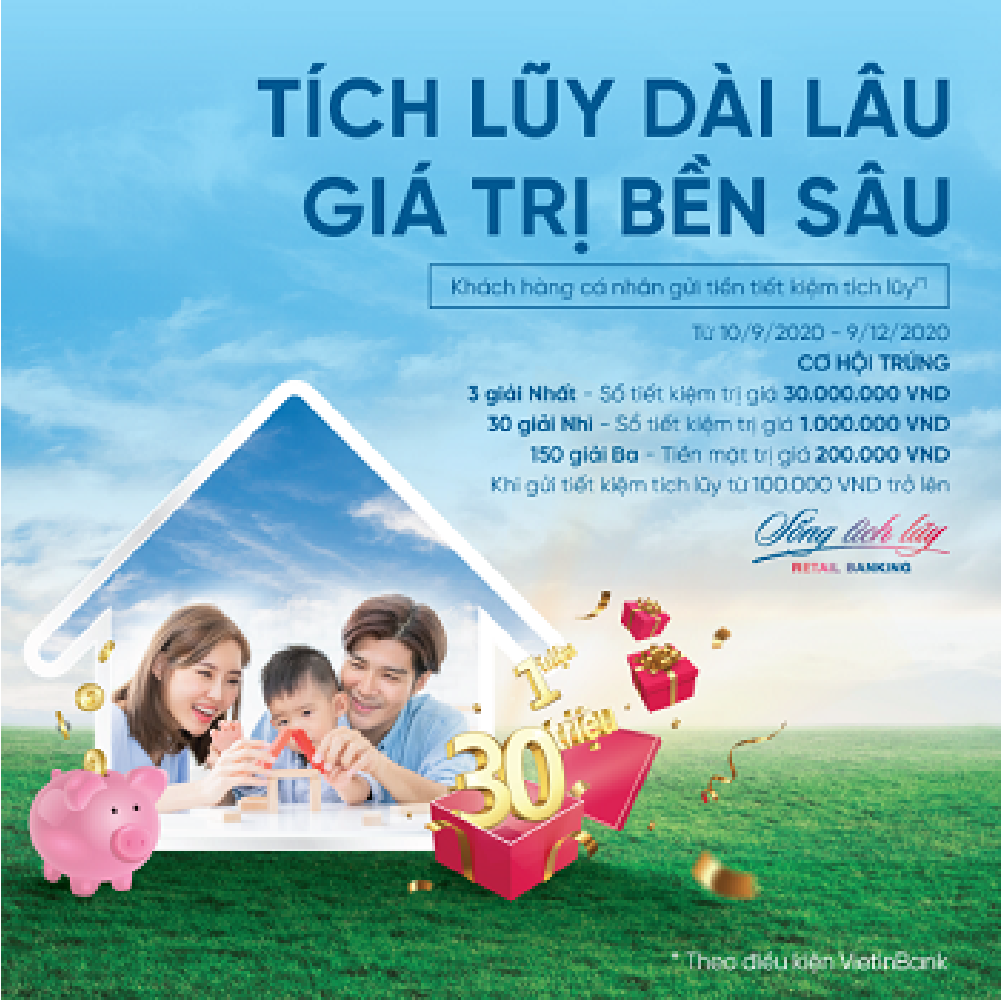 TÍCH LŨY DÀI LÂU
GIÁ TRỊ BỀN SÂU
Khách hàng cá nhân gửi tiền tiết kiệm tích lũy(*)
Từ 10/9/2020 - 9/12/2020
CƠ HỘI TRÚNG
3 giải Nhất - Sổ tiết kiệm trị giá 30.000.000 VND
30 giải Nhì - Sổ tiết kiệm trị giá 1.000.000 VND
150 giải Ba - Tiền mặt trị giá 200.000 VND
Khi gửi tiết kiệm tích lũy từ 100.000 VND trở lên
Sống tích lũy
RETAIL BANKING
1 triệu
30 triệu
* Theo điều kiện VietinBank